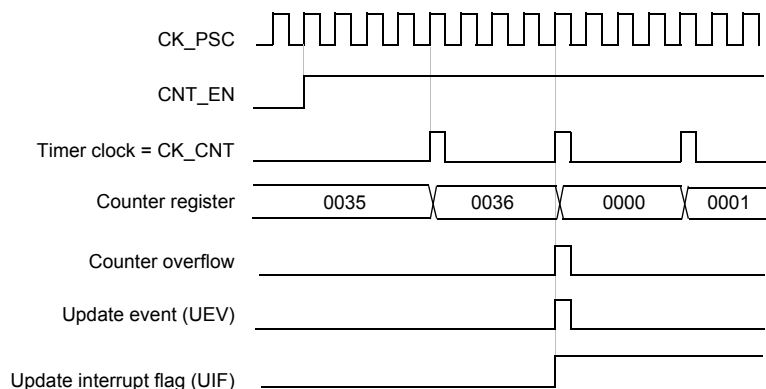 CK_PSC
CNT_EN
Timer clock = CK_CNT
Counter register
0035
0036
0000
0001
Counter overflow
Update event (UEV)
Update interrupt flag (UIF)